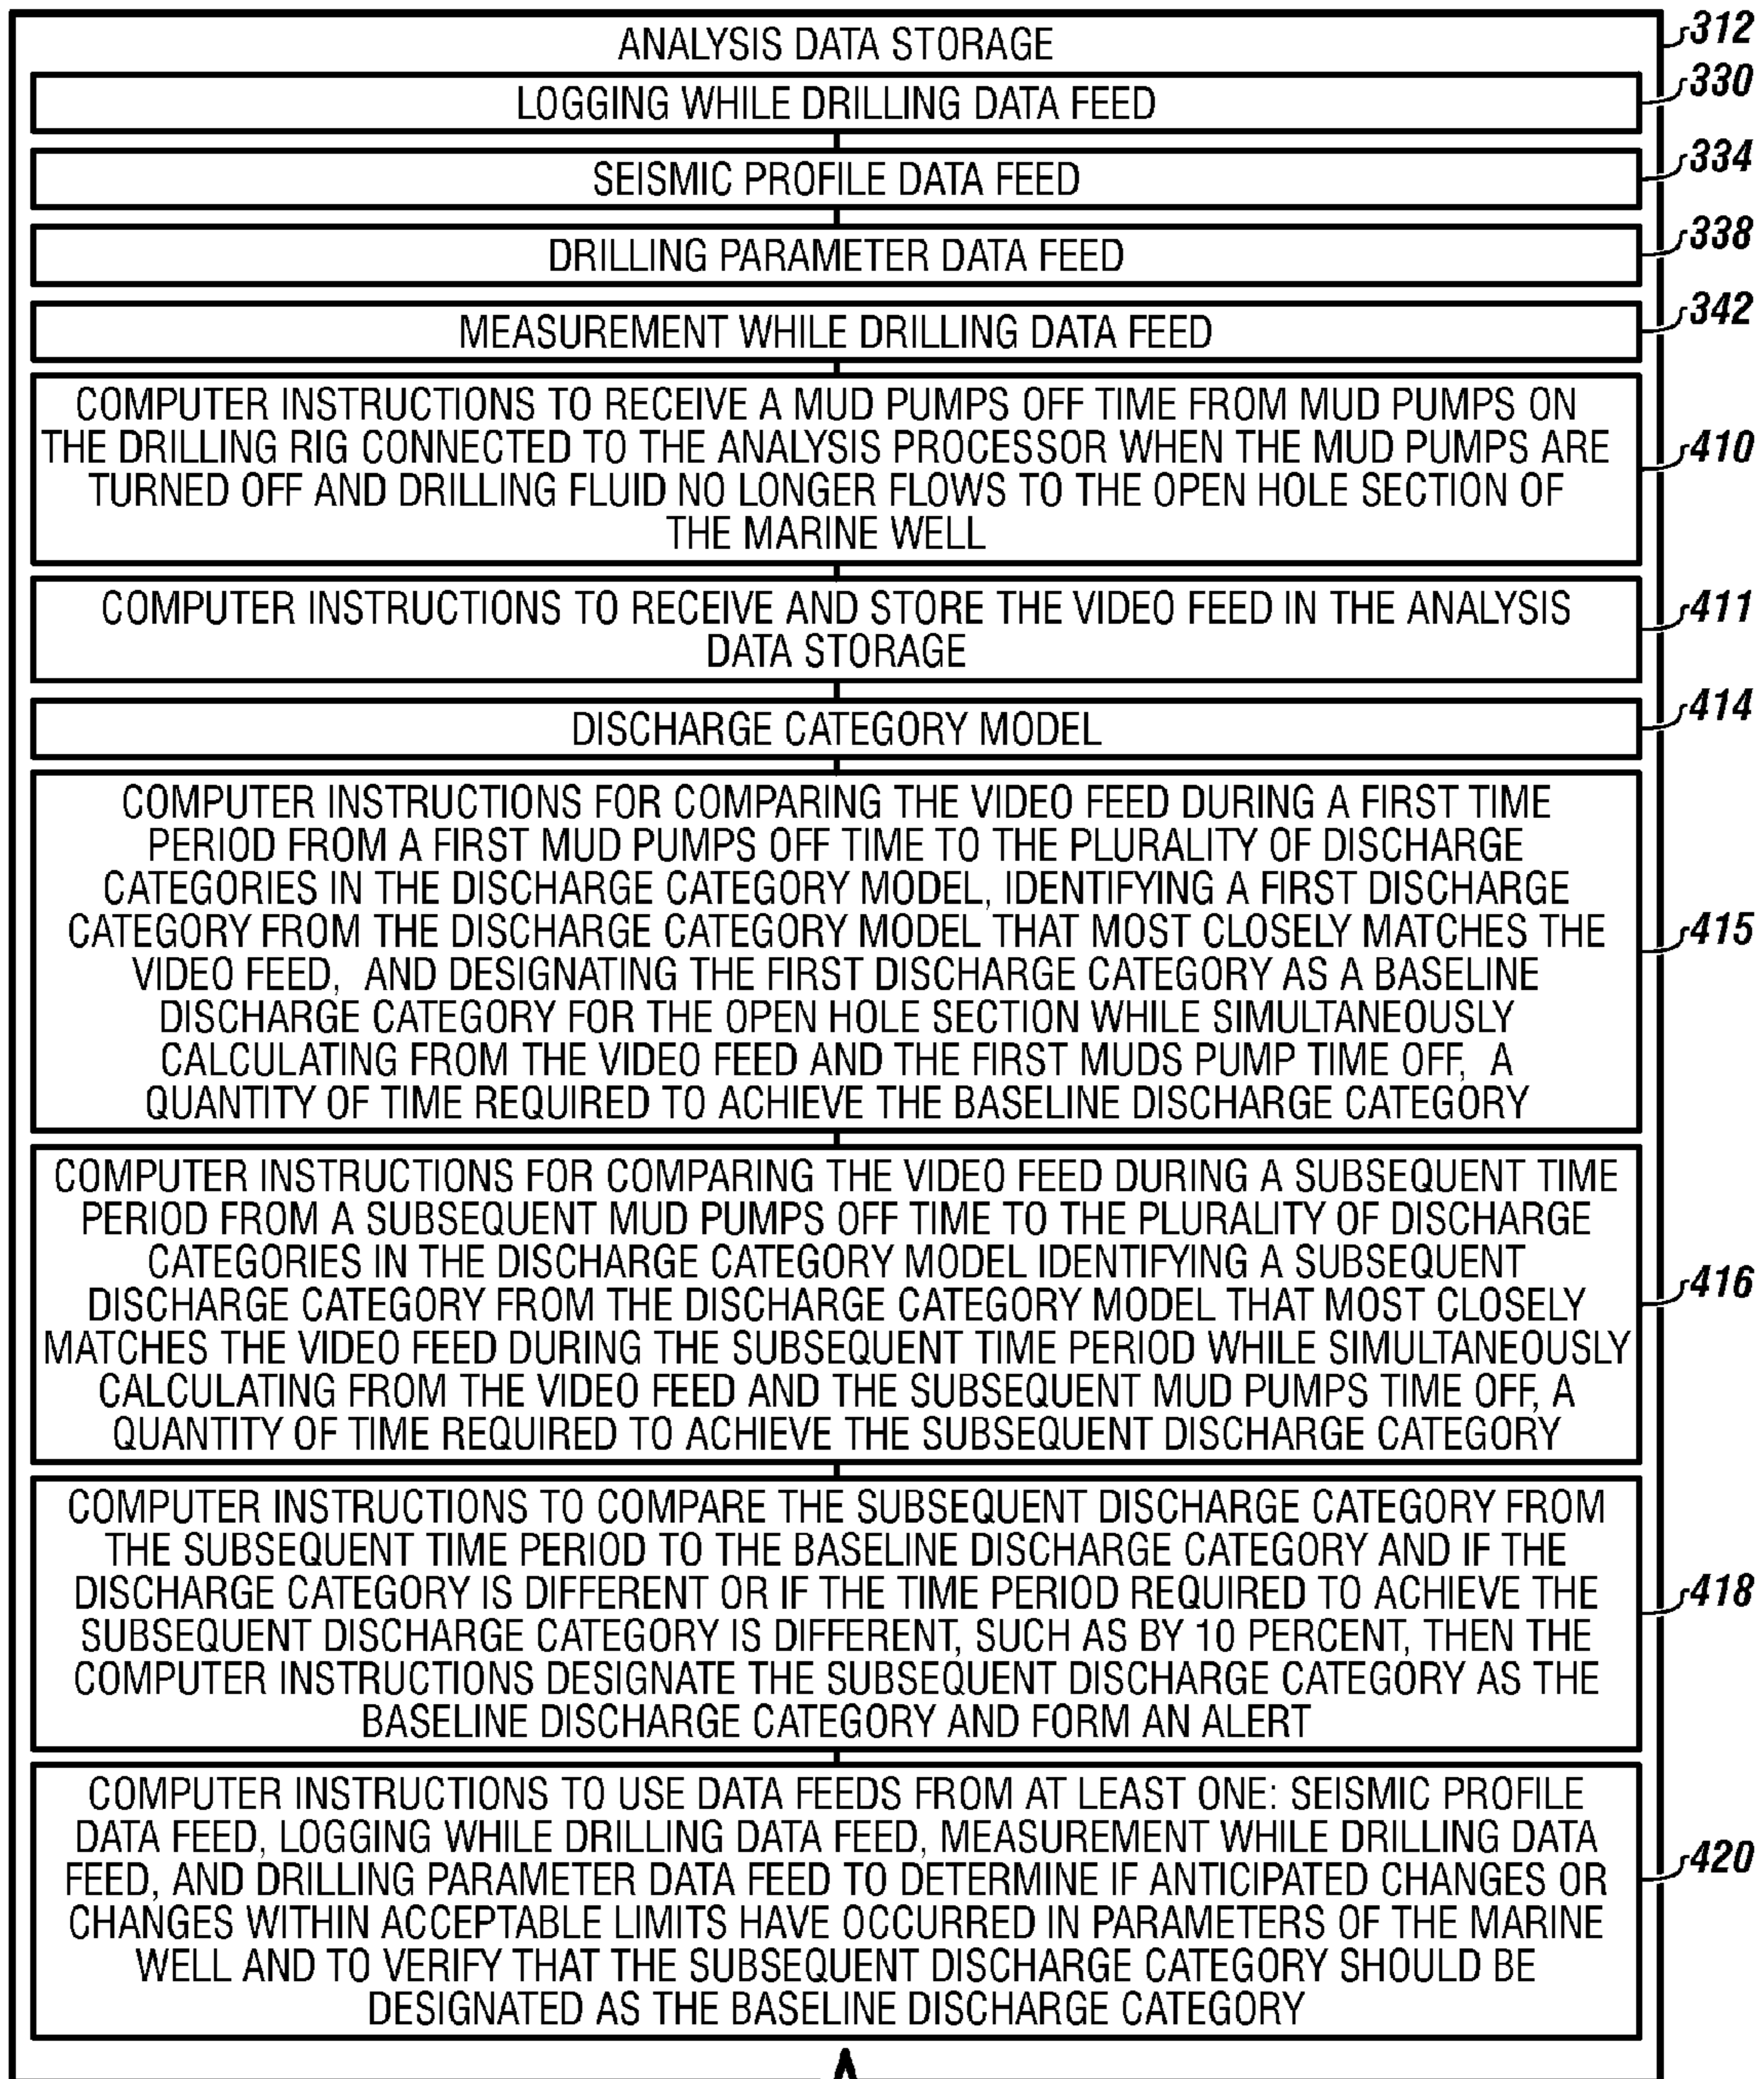 ANALYSIS DATA STORAGE
312
LOGGING WHILE DRILLING DATA FEED
330
SEISMIC PROFILE DATA FEED
334
DRILLING PARAMETER DATA FEED
338
MEASUREMENT WHILE DRILLING DATA FEED
342
COMPUTER INSTRUCTIONS TO RECEIVE A MUD PUMPS OFF TIME FROM MUD PUMPS ON
THE DRILLING RIG CONNECTED TO THE ANALYSIS PROCESSOR WHEN THE MUD PUMPS ARE
TURNED OFF AND DRILLING FLUID NO LONGER FLOWS TO THE OPEN HOLE SECTION OF
THE MARINE WELL
410
COMPUTER INSTRUCTIONS TO RECEIVE AND STORE THE VIDEO FEED IN THE ANALYSIS
DATA STORAGE
411
DISCHARGE CATEGORY MODEL
414
COMPUTER INSTRUCTIONS FOR COMPARING THE VIDEO FEED DURING A FIRST TIME
PERIOD FROM A FIRST MUD PUMPS OFF TIME TO THE PLURALITY OF DISCHARGE
CATEGORIES IN THE DISCHARGE CATEGORY MODEL, IDENTIFYING A FIRST DISCHARGE
CATEGORY FROM THE DISCHARGE CATEGORY MODEL THAT MOST CLOSELY MATCHES THE
VIDEO FEED, AND DESIGNATING THE FIRST DISCHARGE CATEGORY AS A BASELINE
DISCHARGE CATEGORY FOR THE OPEN HOLE SECTION WHILE SIMULTANEOUSLY
CALCULATING FROM THE VIDEO FEED AND THE FIRST MUDS PUMP TIME OFF, A
QUANTITY OF TIME REQUIRED TO ACHIEVE THE BASELINE DISCHARGE CATEGORY
415
COMPUTER INSTRUCTIONS FOR COMPARING THE VIDEO FEED DURING A SUBSEQUENT TIME
PERIOD FROM A SUBSEQUENT MUD PUMPS OFF TIME TO THE PLURALITY OF DISCHARGE
CATEGORIES IN THE DISCHARGE CATEGORY MODEL IDENTIFYING A SUBSEQUENT
DISCHARGE CATEGORY FROM THE DISCHARGE CATEGORY MODEL THAT MOST CLOSELY
MATCHES THE VIDEO FEED DURING THE SUBSEQUENT TIME PERIOD WHILE SIMULTANEOUSLY
CALCULATING FROM THE VIDEO FEED AND THE SUBSEQUENT MUD PUMPS TIME OFF, A
QUANTITY OF TIME REQUIRED TO ACHIEVE THE SUBSEQUENT DISCHARGE CATEGORY
416
COMPUTER INSTRUCTIONS TO COMPARE THE SUBSEQUENT DISCHARGE CATEGORY FROM
THE SUBSEQUENT TIME PERIOD TO THE BASELINE DISCHARGE CATEGORY AND IF THE
DISCHARGE CATEGORY IS DIFFERENT OR IF THE TIME PERIOD REQUIRED TO ACHIEVE THE
SUBSEQUENT DISCHARGE CATEGORY IS DIFFERENT, SUCH AS BY 10 PERCENT, THEN THE
COMPUTER INSTRUCTIONS DESIGNATE THE SUBSEQUENT DISCHARGE CATEGORY AS THE
BASELINE DISCHARGE CATEGORY AND FORM AN ALERT
418
COMPUTER INSTRUCTIONS TO USE DATA FEEDS FROM AT LEAST ONE: SEISMIC PROFILE
DATA FEED, LOGGING WHILE DRILLING DATA FEED, MEASUREMENT WHILE DRILLING DATA
FEED, AND DRILLING PARAMETER DATA FEED TO DETERMINE IF ANTICIPATED CHANGES OR
CHANGES WITHIN ACCEPTABLE LIMITS HAVE OCCURRED IN PARAMETERS OF THE MARINE
WELL AND TO VERIFY THAT THE SUBSEQUENT DISCHARGE CATEGORY SHOULD BE
DESIGNATED AS THE BASELINE DISCHARGE CATEGORY
420